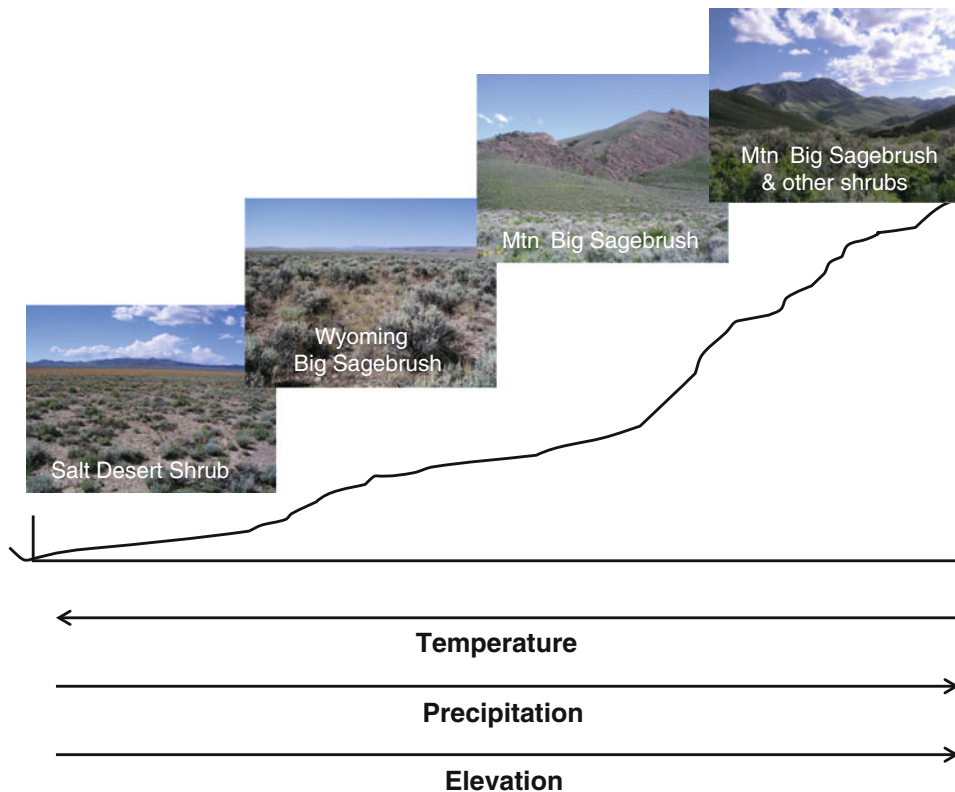 Mtn Big Sagebrush
& other shrubs
Mtn Big Sagebrush
Wyoming
Big Sagebrush
Salt Desert Shrub
Temperature
Precipitation
Elevation